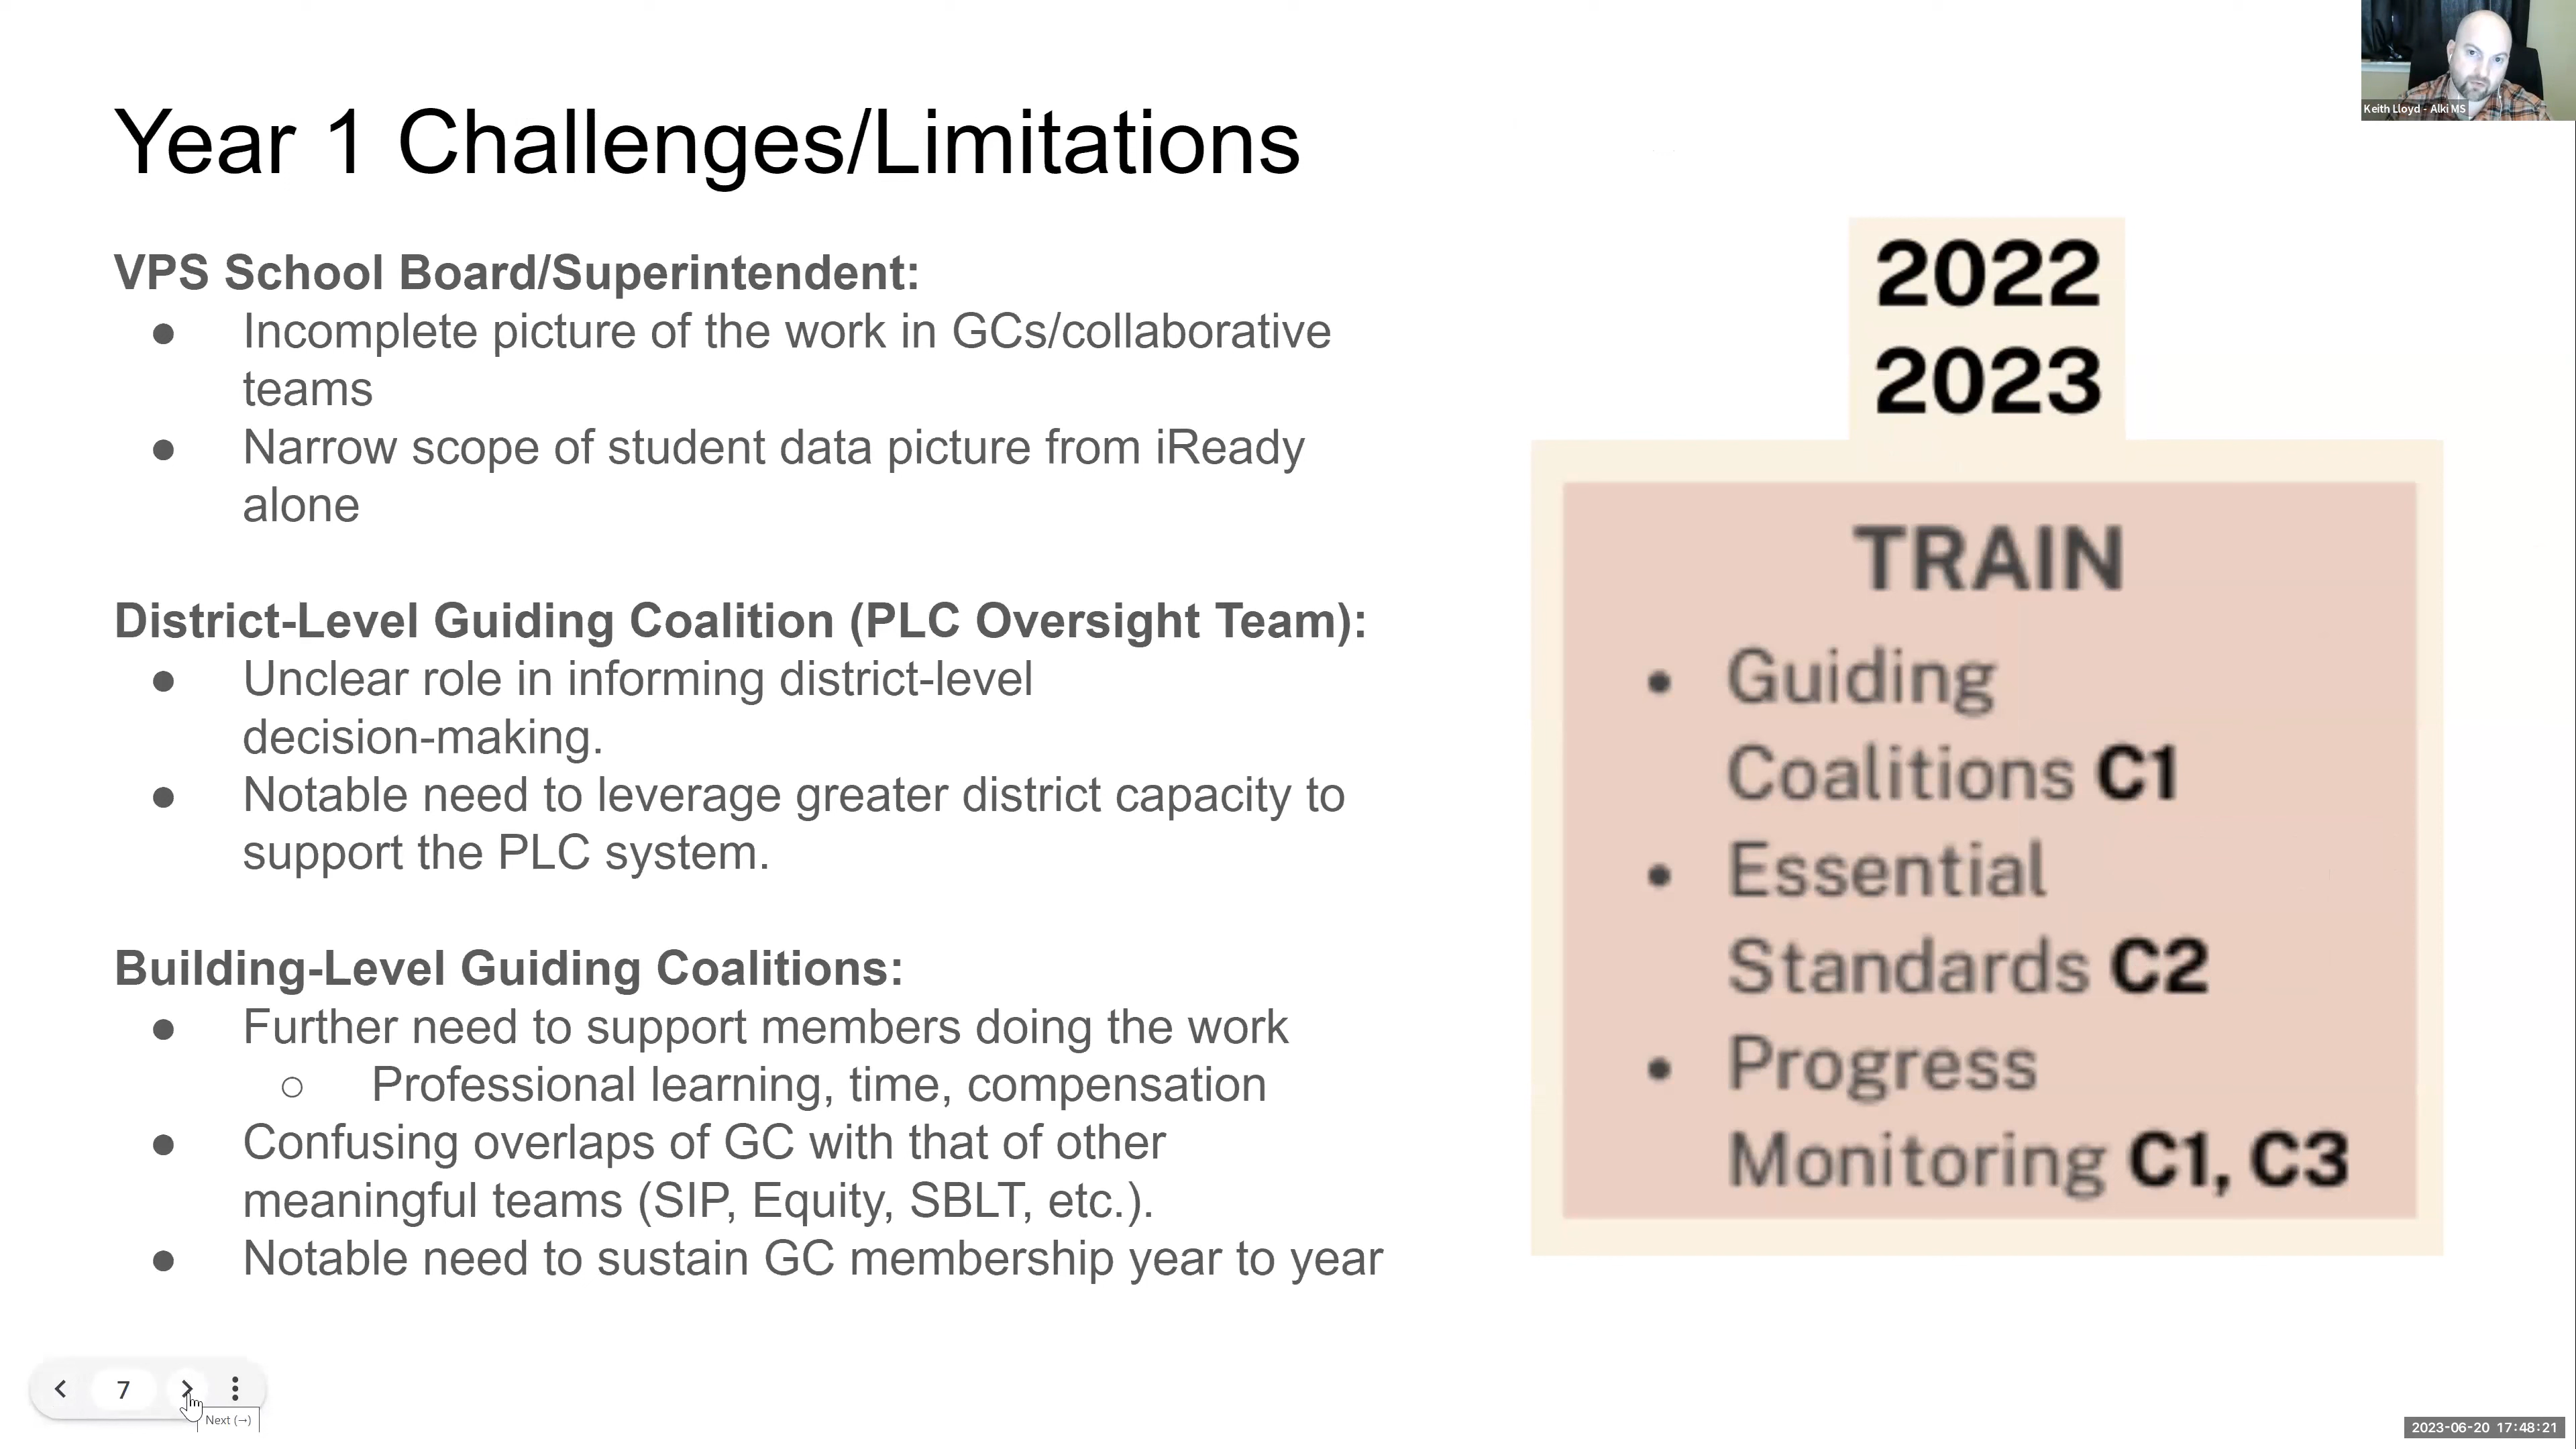 Keith Lloyd - Alki MS
Year 1 Challenges/Limitations
VPS School Board/Superintendent:
● Incomplete picture of the work in GCs/collaborative
teams
● Narrow scope of student data picture from iReady
alone
District-Level Guiding Coalition (PLC Oversight Team):
● Unclear role in informing district-level
decision-making.
● Notable need to leverage greater district capacity to
support the PLC system.
Building-Level Guiding Coalitions:
● Further need to support members doing the work
○ Professional learning, time, compensation
● Confusing overlaps of GC with that of other
meaningful teams (SIP, Equity, SBLT, etc.).
● Notable need to sustain GC membership year to year
2022
2023
TRAIN
• Guiding
Coalitions C1
• Essential
Standards C2
• Progress
Monitoring C1, C3
7
Next (→)
2023-06-20 17:48:21